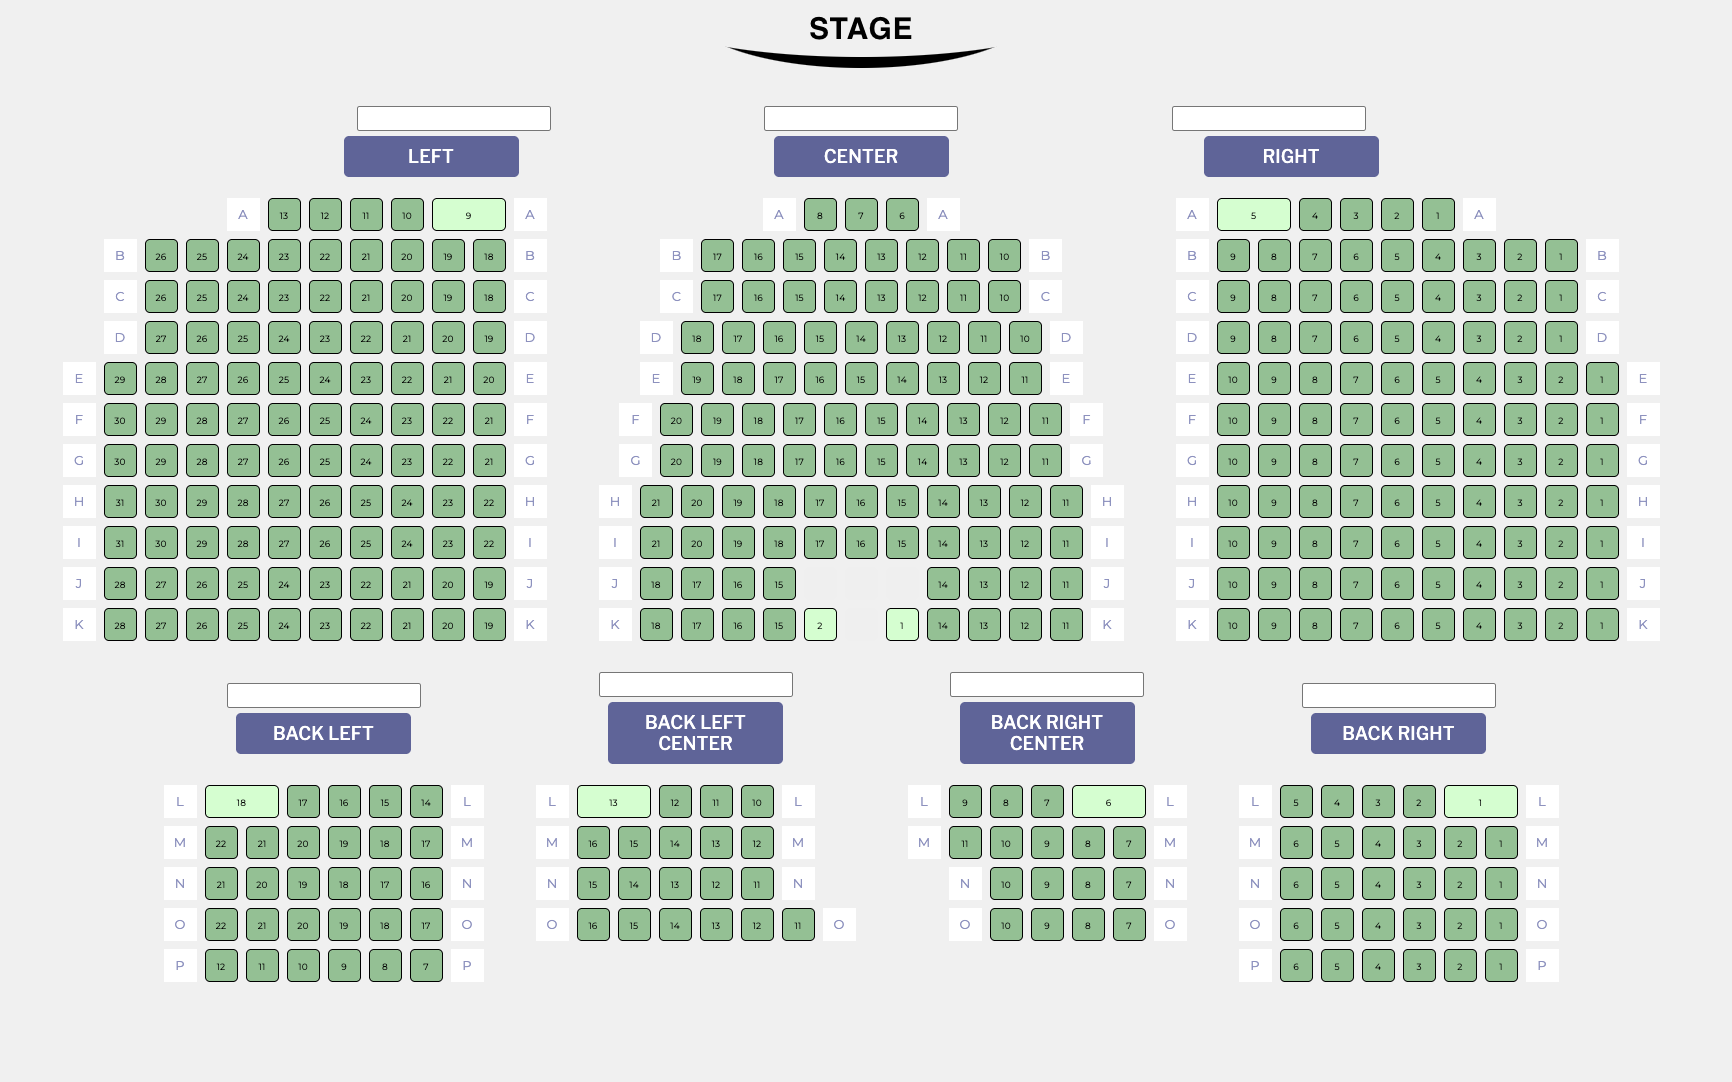 STAGE
LEFT CENTER RIGHT
A 13 12 11 10 9 A A 8 7 6 A A 5 4 3 2 1 A
B 26 25 24 23 22 21 20 19 18 B B 17 16 15 14 13 12 11 10 B B 9 8 7 6 5 4 3 2 1 B
C 26 25 24 23 22 21 20 19 18 C C 17 16 15 14 13 12 11 10 C C 9 8 7 6 5 4 3 2 1 C
D 27 26 25 24 23 22 21 20 19 D D 18 17 16 15 14 13 12 11 10 D D 9 8 7 6 5 4 3 2 1 D
E 29 28 27 26 25 24 23 22 21 20 E E 19 18 17 16 15 14 13 12 11 E E 10 9 8 7 6 5 4 3 2 1 E
F 30 29 28 27 26 25 24 23 22 21 F F 20 19 18 17 16 15 14 13 12 11 F F 10 9 8 7 6 5 4 3 2 1 F
G 30 29 28 27 26 25 24 23 22 21 G G 20 19 18 17 16 15 14 13 12 11 G G 10 9 8 7 6 5 4 3 2 1 G
H 31 30 29 28 27 26 25 24 23 22 H H 21 20 19 18 17 16 15 14 13 12 11 H H 10 9 8 7 6 5 4 3 2 1 H
I 31 30 29 28 27 26 25 24 23 22 I I 21 20 19 18 17 16 15 14 13 12 11 I I 10 9 8 7 6 5 4 3 2 1 I
J 28 27 26 25 24 23 22 21 20 19 J J 18 17 16 15 14 13 12 11 J J 10 9 8 7 6 5 4 3 2 1 J
K 28 27 26 25 24 23 22 21 20 19 K K 18 17 16 15 2 1 14 13 12 11 K K 10 9 8 7 6 5 4 3 2 1 K
BACK LEFT
BACK LEFT
CENTER
BACK RIGHT
CENTER
BACK RIGHT
L 18 17 16 15 14 L L 13 12 11 10 L L 9 8 7 6 L L 5 4 3 2 1 L
M 22 21 20 19 18 17 M M 16 15 14 13 12 M M 11 10 9 8 7 M M 6 5 4 3 2 1 M
N 21 20 19 18 17 16 N N 15 14 13 12 11 N N 10 9 8 7 N N 6 5 4 3 2 1 N
O 22 21 20 19 18 17 O O 16 15 14 13 12 11 O O 10 9 8 7 O O 6 5 4 3 2 1 O
P 12 11 10 9 8 7 P P 6 5 4 3 2 1 P